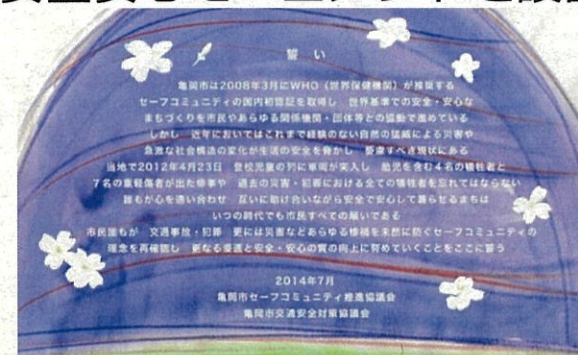 誓い
亀岡市は2008年3月にWHO（世界保健機関）が推奨する
セーフコミュニティの国内初認証を取得し 世界基準での安全・安心な
まちづくりを市民やあらゆる関係機関・団体等との協働で進めている
しかし 近年においてはこれまで経験のない自然の猛威による災害や
急激な社会構造の変化が生活の安全を脅かし 憂慮すべき現状にある
当地で2012年4月23日 登校児童の列に車両が突入し 胎児を含む4名の犠牲者と
7名の重軽傷者が出た惨事や 過去の災害・犯罪における全ての犠牲者を忘れてはならない
誰もが心を通い合わせ 互いに助け合いながら安全で安心して暮らせるまちは
いつの時代でも市民すべての願いである
市民誰もが 交通事故・犯罪 更には災害などあらゆる惨禍を未然に防ぐセーフコミュニティの
理念を再確認し 更なる普遍と安全・安心の質の向上に努めていくことをここに誓う
2014年7月
亀岡市セーフコミュニティ推進協議会
亀岡市交通安全対策協議会